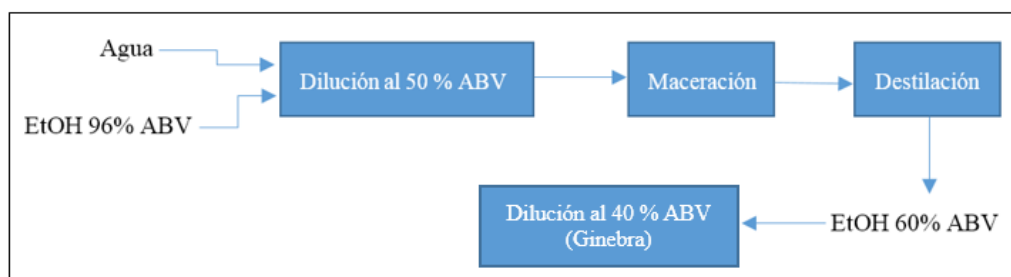 Agua
EtOH 96% ABV
Dilución al 50 % ABV
Maceración
Destilación
EtOH 60% ABV
Dilución al 40 % ABV
(Ginebra)